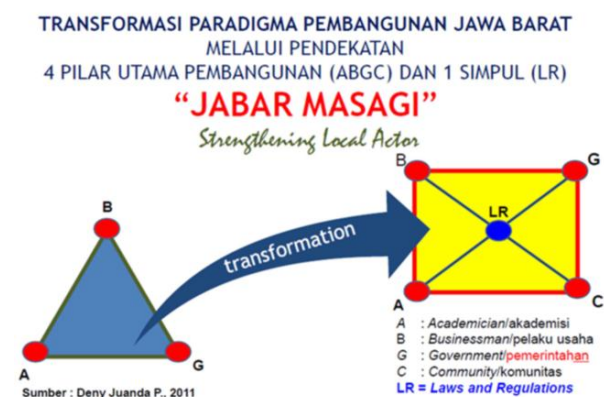 TRANSFORMASI PARADIGMA PEMBANGUNAN JAWA BARAT
MELALUI PENDEKATAN
4 PILAR UTAMA PEMBANGUNAN (ABGC) DAN 1 SIMPUL (LR)
“JABAR MASAGI”
Strengthening Local Actor
B
A
G
transformation
B
G
LR
A
C
A : Academician/akademisi
B : Businessman/pelaku usaha
G : Government/pemerintahan
C : Community/komunitas
LR = Laws and Regulations
Sumber : Deny Juanda P., 2011